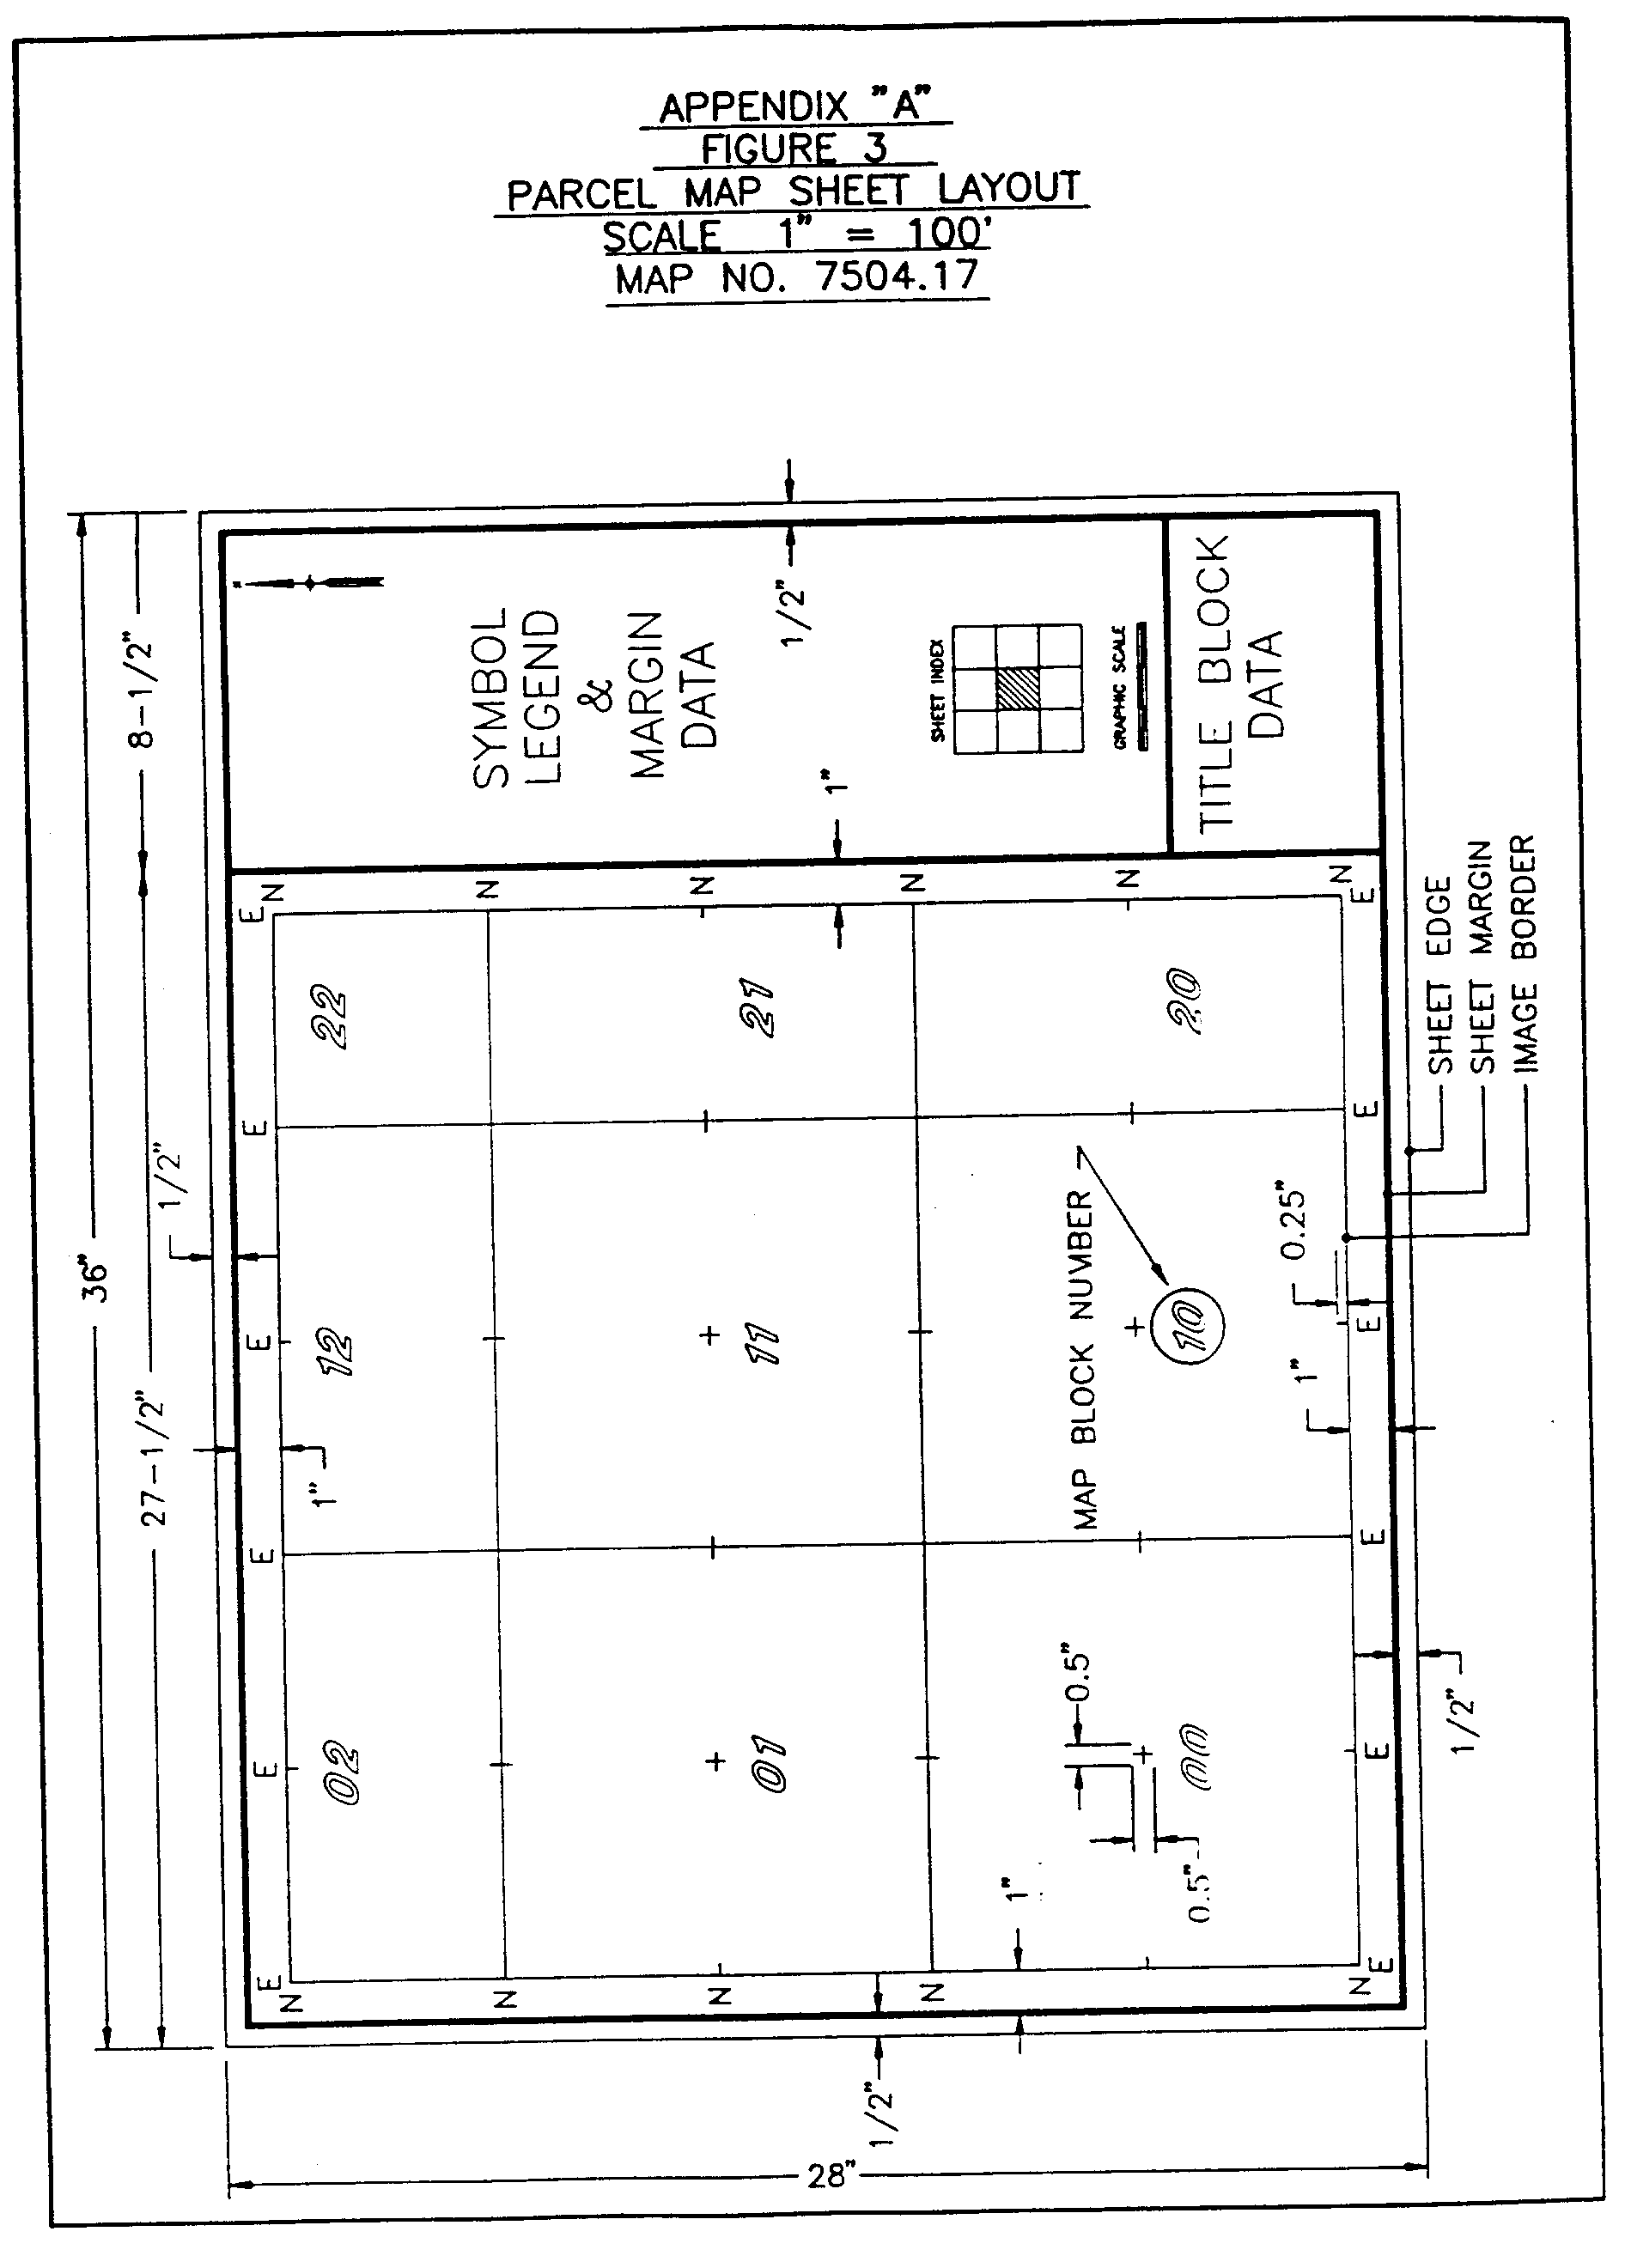 APPENDIX "A"
FIGURE 3
PARCEL MAP SHEET LAYOUT
SCALE 1" = 100'
MAP NO. 7504.17
36"
8-1/2"
27-1/2"
1/2"
SYMBOL
LEGEND
&
MARGIN
DATA
1/2"
1"
SHEET INDEX
GRAPHIC SCALE
TITLE BLOCK
DATA
N
N
N
N
N
N
E
E
E
E
E
E
22
21
20
12
11
10
02
01
00
MAP BLOCK NUMBER
1"
0.25"
1"
0.5"
0.5"
1"
E
E
E
E
E
E
N
N
N
N
N
SHEET EDGE
SHEET MARGIN
IMAGE BORDER
1/2"
1/2"
28"